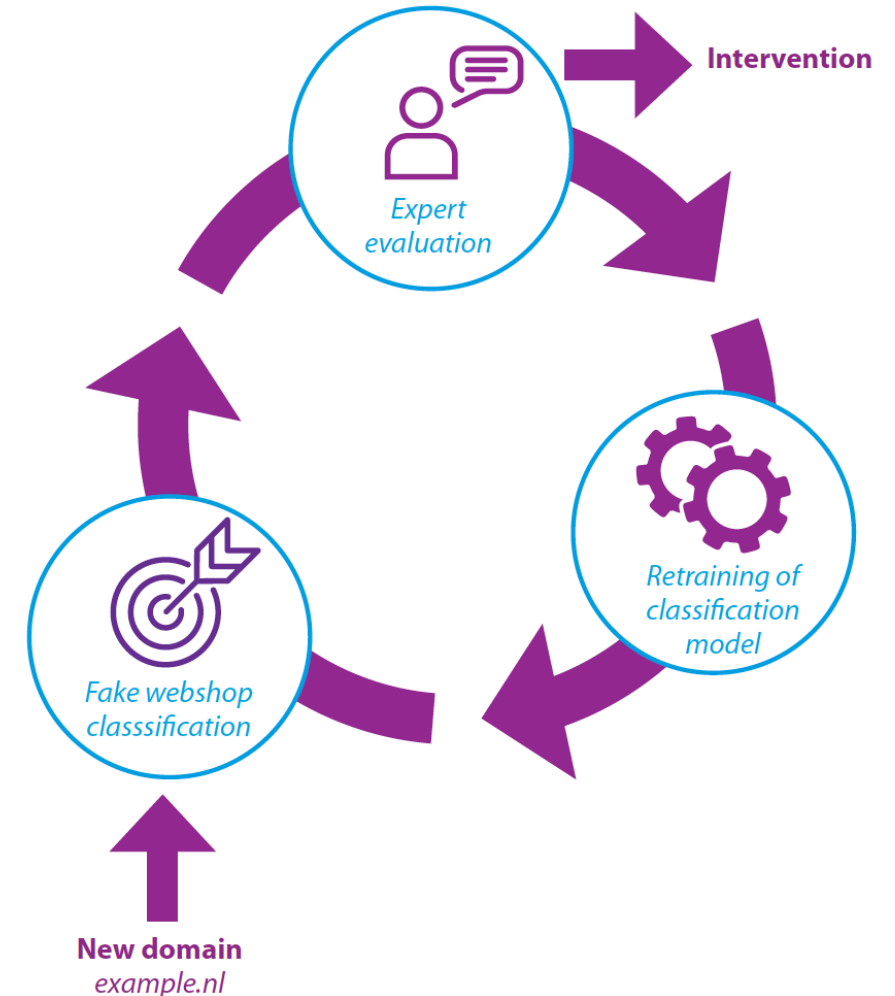 Intervention
Expert
evaluation
Retraining of
classification
model
Fake webshop
classsification
New domain
example.nl